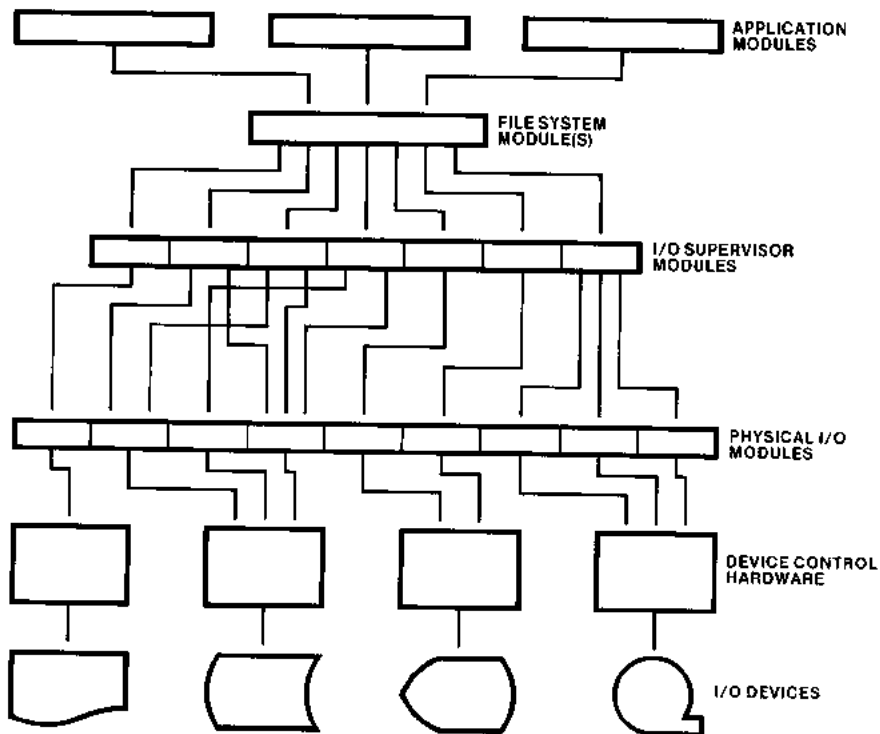 APPLICATION
MODULES
FILE SYSTEM
MODULE(S)
I/O SUPERVISOR
MODULES
PHYSICAL I/O
MODULES
DEVICE CONTROL
HARDWARE
I/O DEVICES